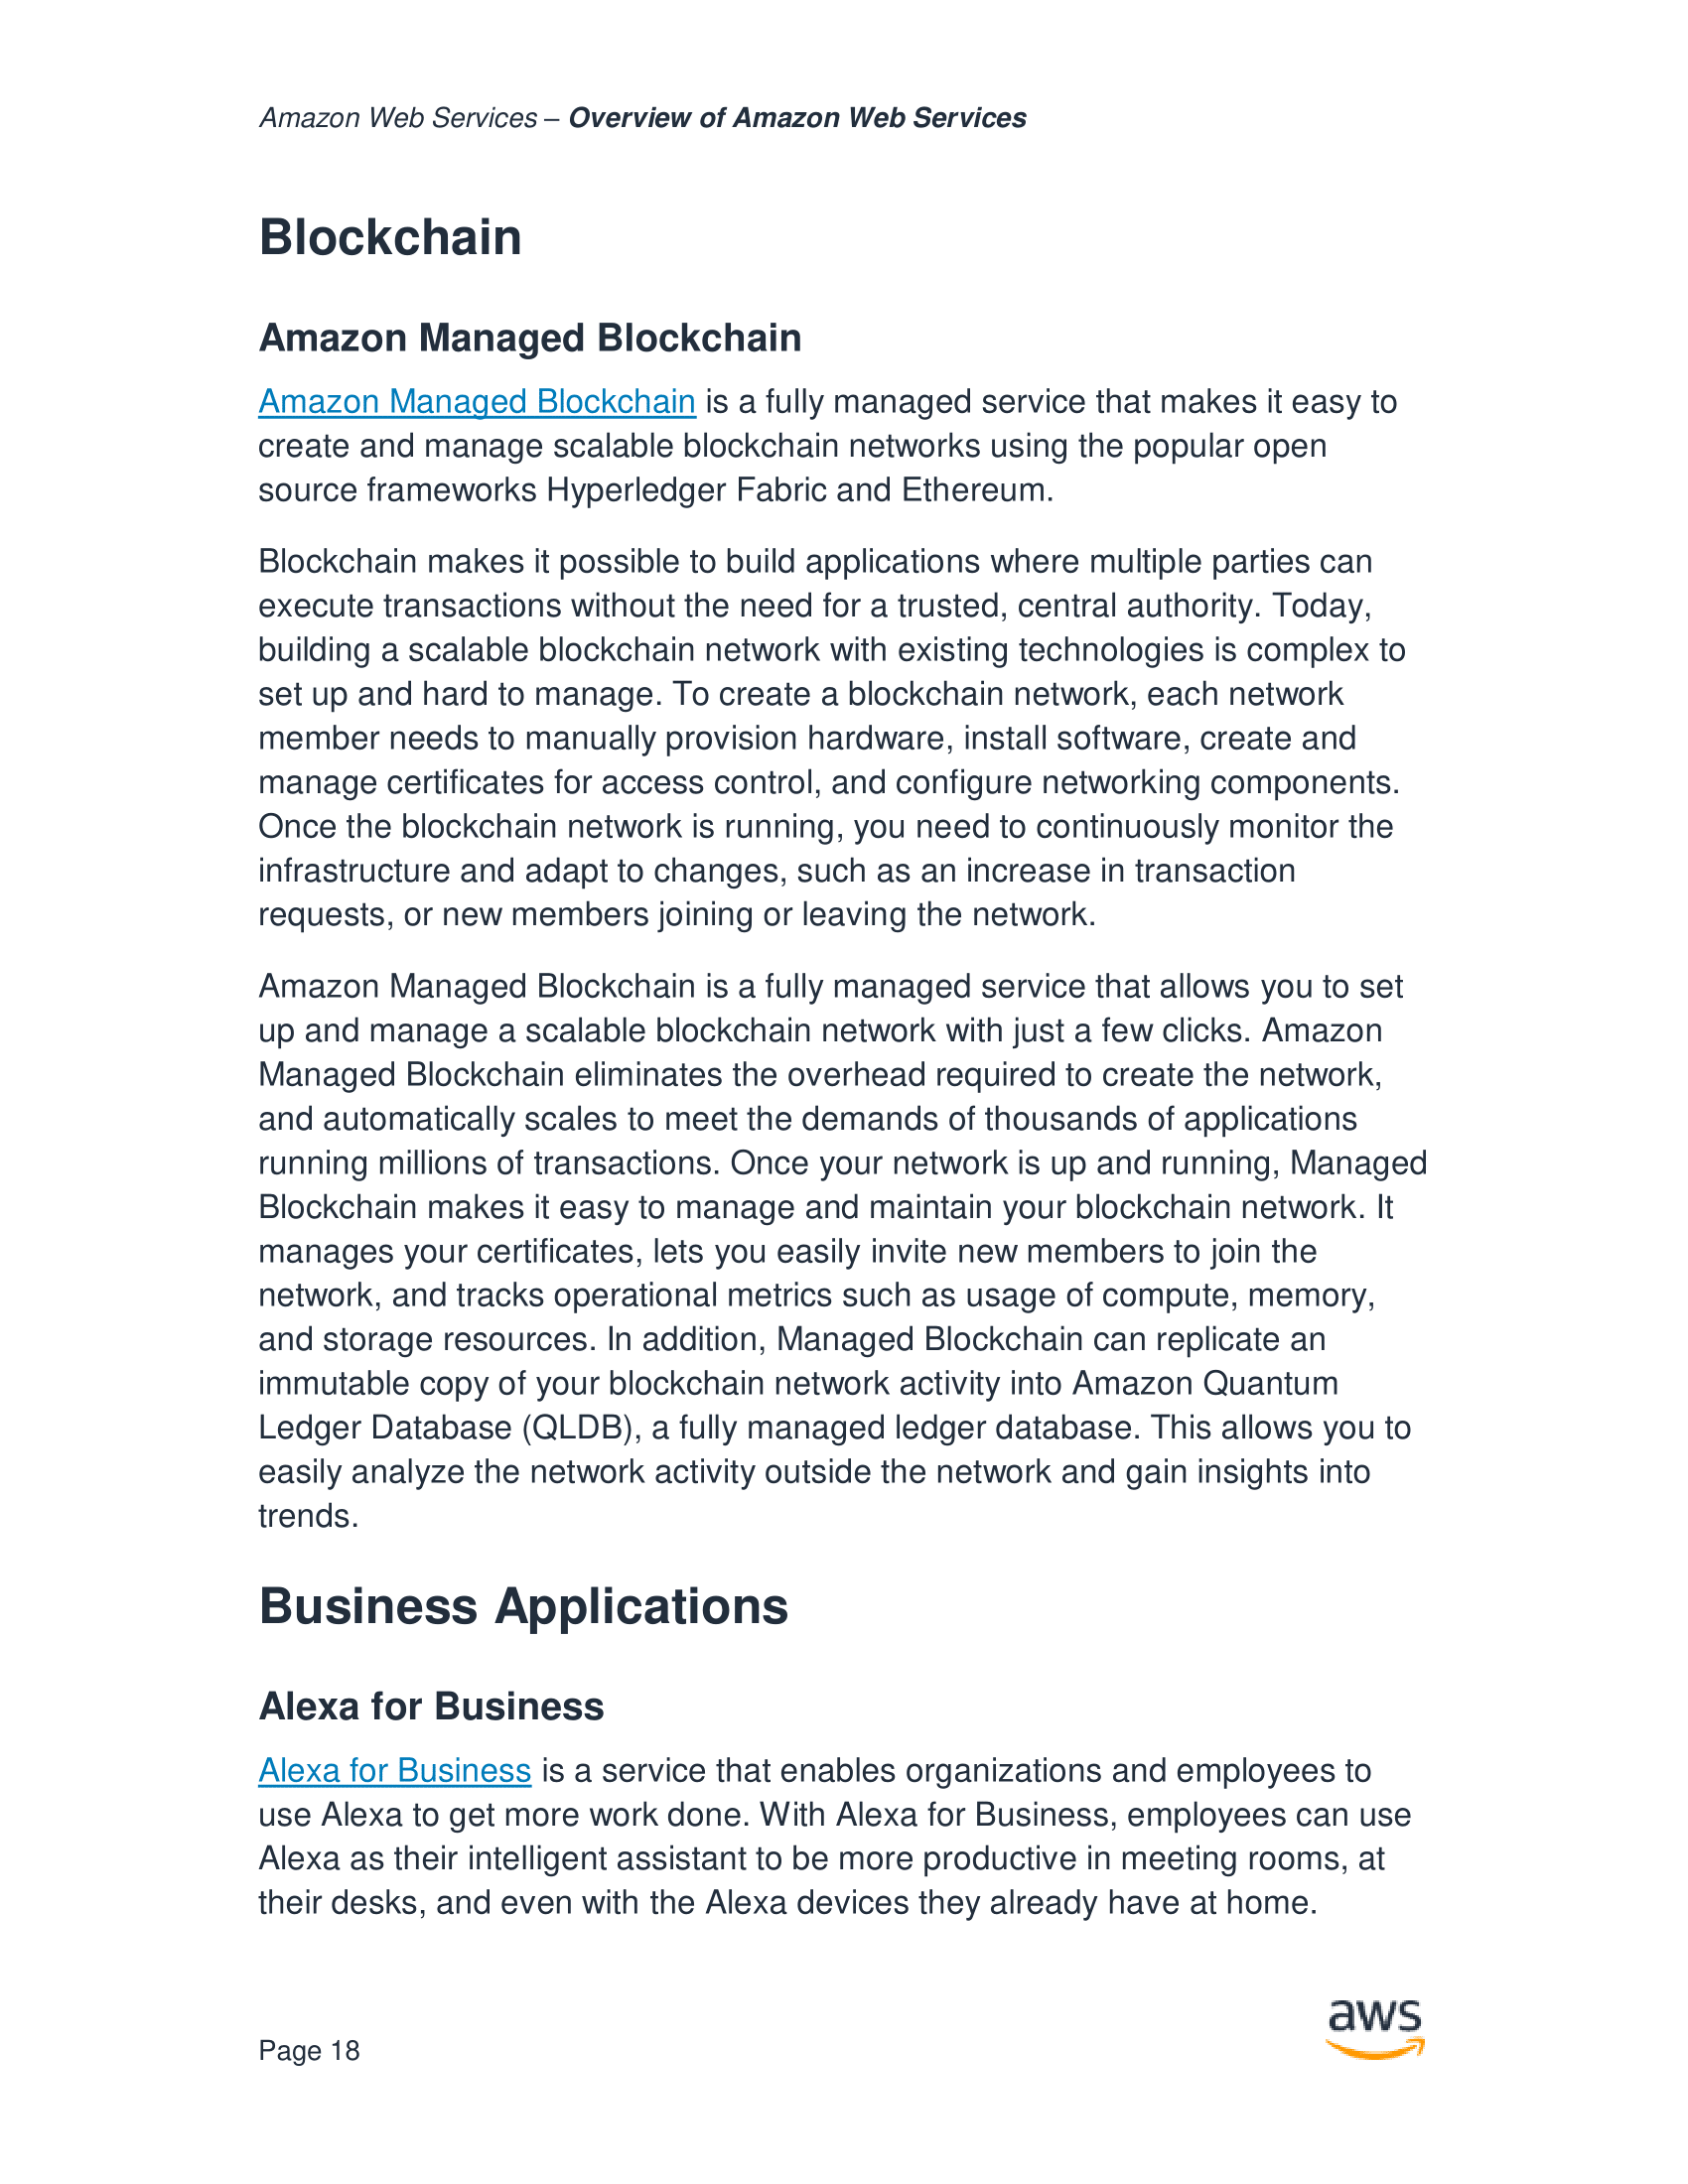 Amazon Web Services – Overview of Amazon Web Services
Blockchain
Amazon Managed Blockchain
Amazon Managed Blockchain is a fully managed service that makes it easy to
create and manage scalable blockchain networks using the popular open
source frameworks Hyperledger Fabric and Ethereum.
Blockchain makes it possible to build applications where multiple parties can
execute transactions without the need for a trusted, central authority. Today,
building a scalable blockchain network with existing technologies is complex to
set up and hard to manage. To create a blockchain network, each network
member needs to manually provision hardware, install software, create and
manage certificates for access control, and configure networking components.
Once the blockchain network is running, you need to continuously monitor the
infrastructure and adapt to changes, such as an increase in transaction
requests, or new members joining or leaving the network.
Amazon Managed Blockchain is a fully managed service that allows you to set
up and manage a scalable blockchain network with just a few clicks. Amazon
Managed Blockchain eliminates the overhead required to create the network,
and automatically scales to meet the demands of thousands of applications
running millions of transactions. Once your network is up and running, Managed
Blockchain makes it easy to manage and maintain your blockchain network. It
manages your certificates, lets you easily invite new members to join the
network, and tracks operational metrics such as usage of compute, memory,
and storage resources. In addition, Managed Blockchain can replicate an
immutable copy of your blockchain network activity into Amazon Quantum
Ledger Database (QLDB), a fully managed ledger database. This allows you to
easily analyze the network activity outside the network and gain insights into
trends.
Business Applications
Alexa for Business
Alexa for Business is a service that enables organizations and employees to
use Alexa to get more work done. With Alexa for Business, employees can use
Alexa as their intelligent assistant to be more productive in meeting rooms, at
their desks, and even with the Alexa devices they already have at home.
aws
Page 18